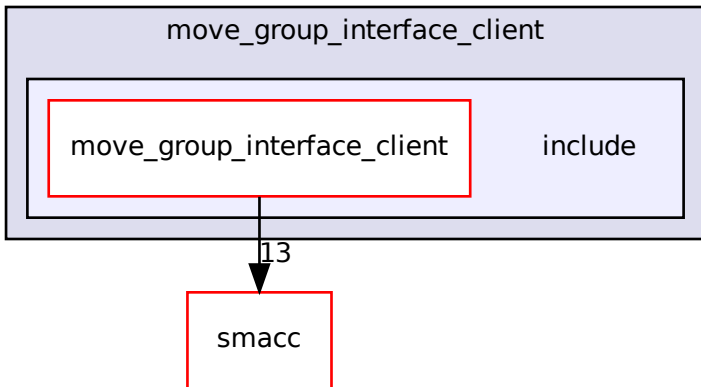 move_group_interface_client
move_group_interface_client
include
13
smacc